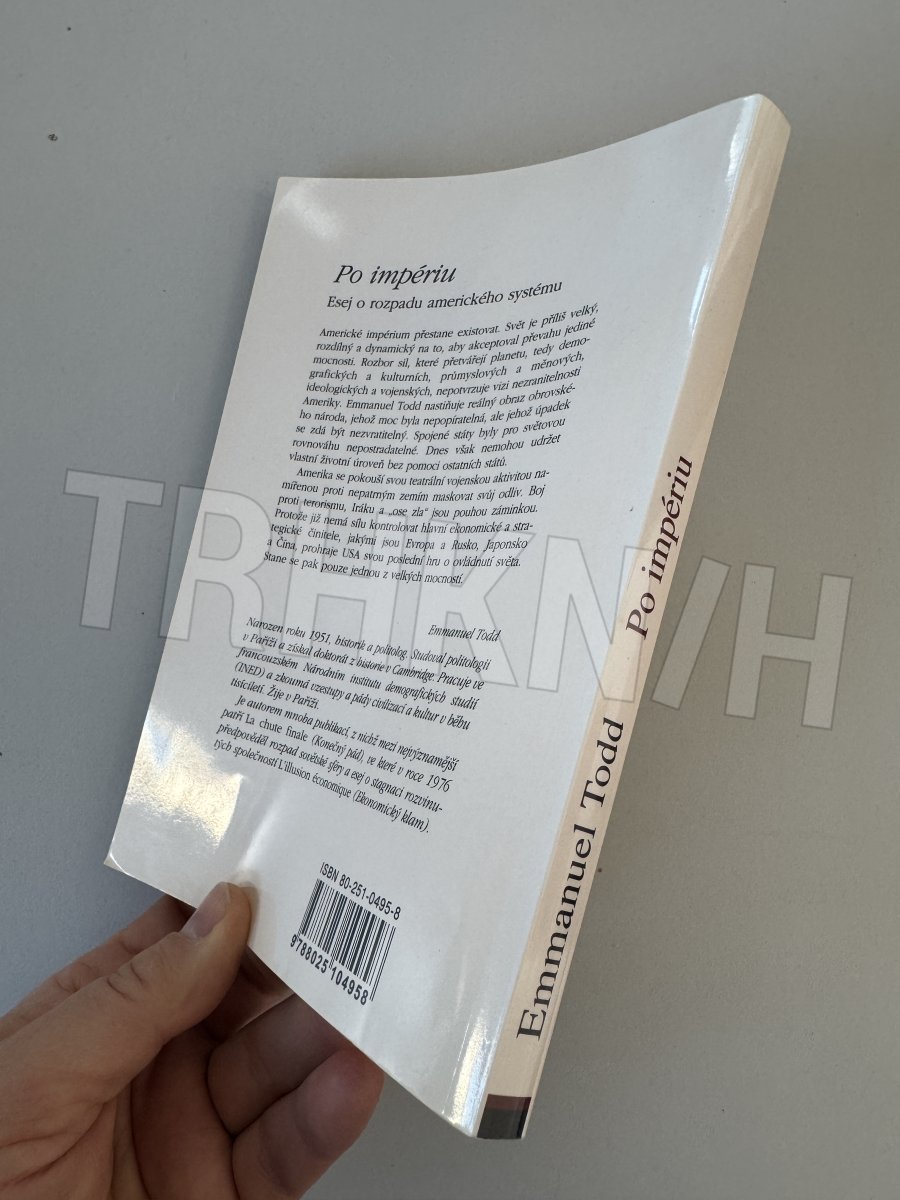 Po impériu
Esej o rozpadu amerického systému
Americké impérium přestane existovat. Svět je příliš velký,
rozdílný a dynamický na to, aby akceptoval převahu jediné
mocnosti. Rozbor sil, které přetvářejí planetu, tedy demo-
grafických a kulturních, průmyslových a měnových,
ideologických a vojenských, nepotvrzuje vizi nezranitelnosti
Ameriky. Emmanuel Todd nastiňuje reálný obraz obrovské-
ho národa, jehož moc byla nepopíratelná, ale jehož úpadek
se zdá být nezvratitelný. Spojené státy byly pro světovou
rovnováhu nepostradatelné. Dnes však nemohou udržet
vlastní životní úroveň bez pomoci ostatních států.
Amerika se pokouší svou teatrální vojenskou aktivitou na-
mířenou proti nepatrným zemím maskovat svůj odliv. Boj
proti terorismu, Iráku a „ose zla“ jsou pouhou záminkou.
Protože již nemá sílu kontrolovat hlavní ekonomické a stra-
tegické činitele, jakými jsou Evropa a Rusko, Japonsko
a Čína, prohraje USA svou poslední hru o ovládnutí světa.
Stane se pak pouze jednou z velkých mocností.
Emmanuel Todd
Narozen roku 1951, historik a politolog. Studoval politologii
v Paříži a získal doktorát z historie v Cambridge. Pracuje ve
francouzském Národním institutu demografických studií
(INED)) a zkoumá vzestupy a pády civilizací a kultur v běhu
tisíciletí. Žije v Paříži.
Je autorem mnoha publikací, z nichž mezi nejvýznamější
patří La chute finale (Konečný pád), ve které v roce 1976
předpověděl rozpad sovětské sféry a esej o stagnaci rozvinu-
tých společností L'illusion économique (Ekonomický klam).
ISBN 80-251-0495-8
9788025104958
Emmanuel Todd Po impériu
TRHKNIH